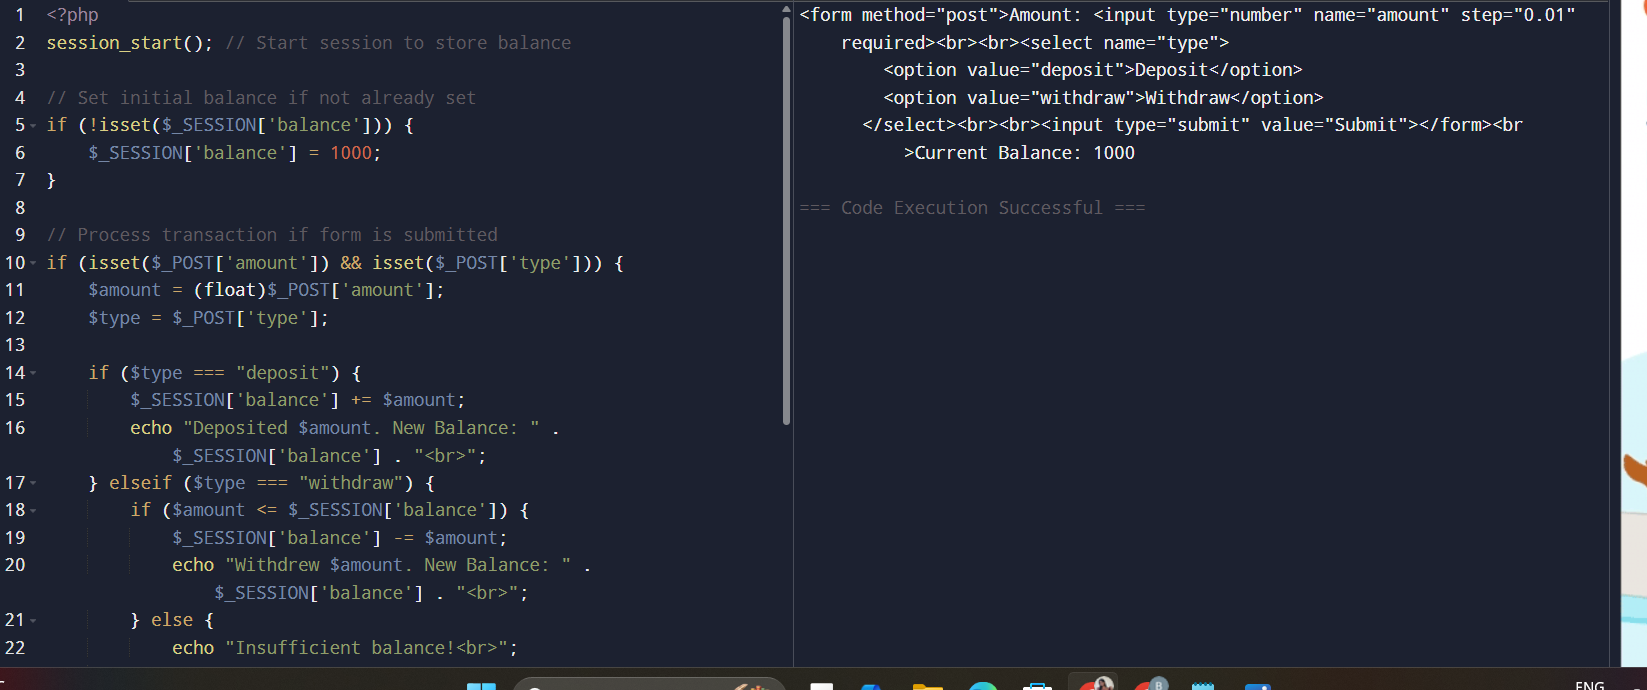 1 <?php
2 session_start(); // Start session to store balance
3
4 // Set initial balance if not already set
5 if (!isset($_SESSION['balance'])) {
6 $_SESSION['balance'] = 1000;
7 }
8
9 // Process transaction if form is submitted
10 if (isset($_POST['amount']) && isset($_POST['type'])) {
11 $amount = (float)$_POST['amount'];
12 $type = $_POST['type'];
13
14 if ($type === "deposit") {
15 $_SESSION['balance'] += $amount;
16 echo "Deposited $amount. New Balance: " .
$_SESSION['balance'] . "<br>";
17 } elseif ($type === "withdraw") {
18 if ($amount <= $_SESSION['balance']) {
19 $_SESSION['balance'] -= $amount;
20 echo "Withdrew $amount. New Balance: " .
$_SESSION['balance'] . "<br>";
21 } else {
22 echo "Insufficient balance!<br>";
<form method="post">Amount: <input type="number" name="amount" step="0.01"
required><br><br><select name="type">
<option value="deposit">Deposit</option>
<option value="withdraw">Withdraw</option>
</select><br><br><input type="submit" value="Submit"></form><br
>Current Balance: 1000
=== Code Execution Successful ===
B
ENG